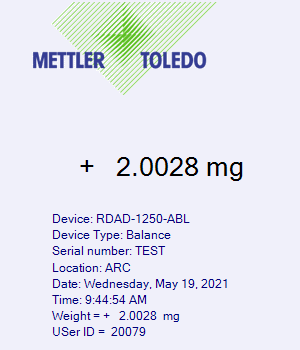 METTLER TOLEDO
+ 2.0028 mg
Device: RDAD-1250-ABL
Device Type: Balance
Serial number: TEST
Location: ARC
Date: Wednesday, May 19, 2021
Time: 9:44:54 AM
Weight = + 2.0028 mg
USer ID = 20079